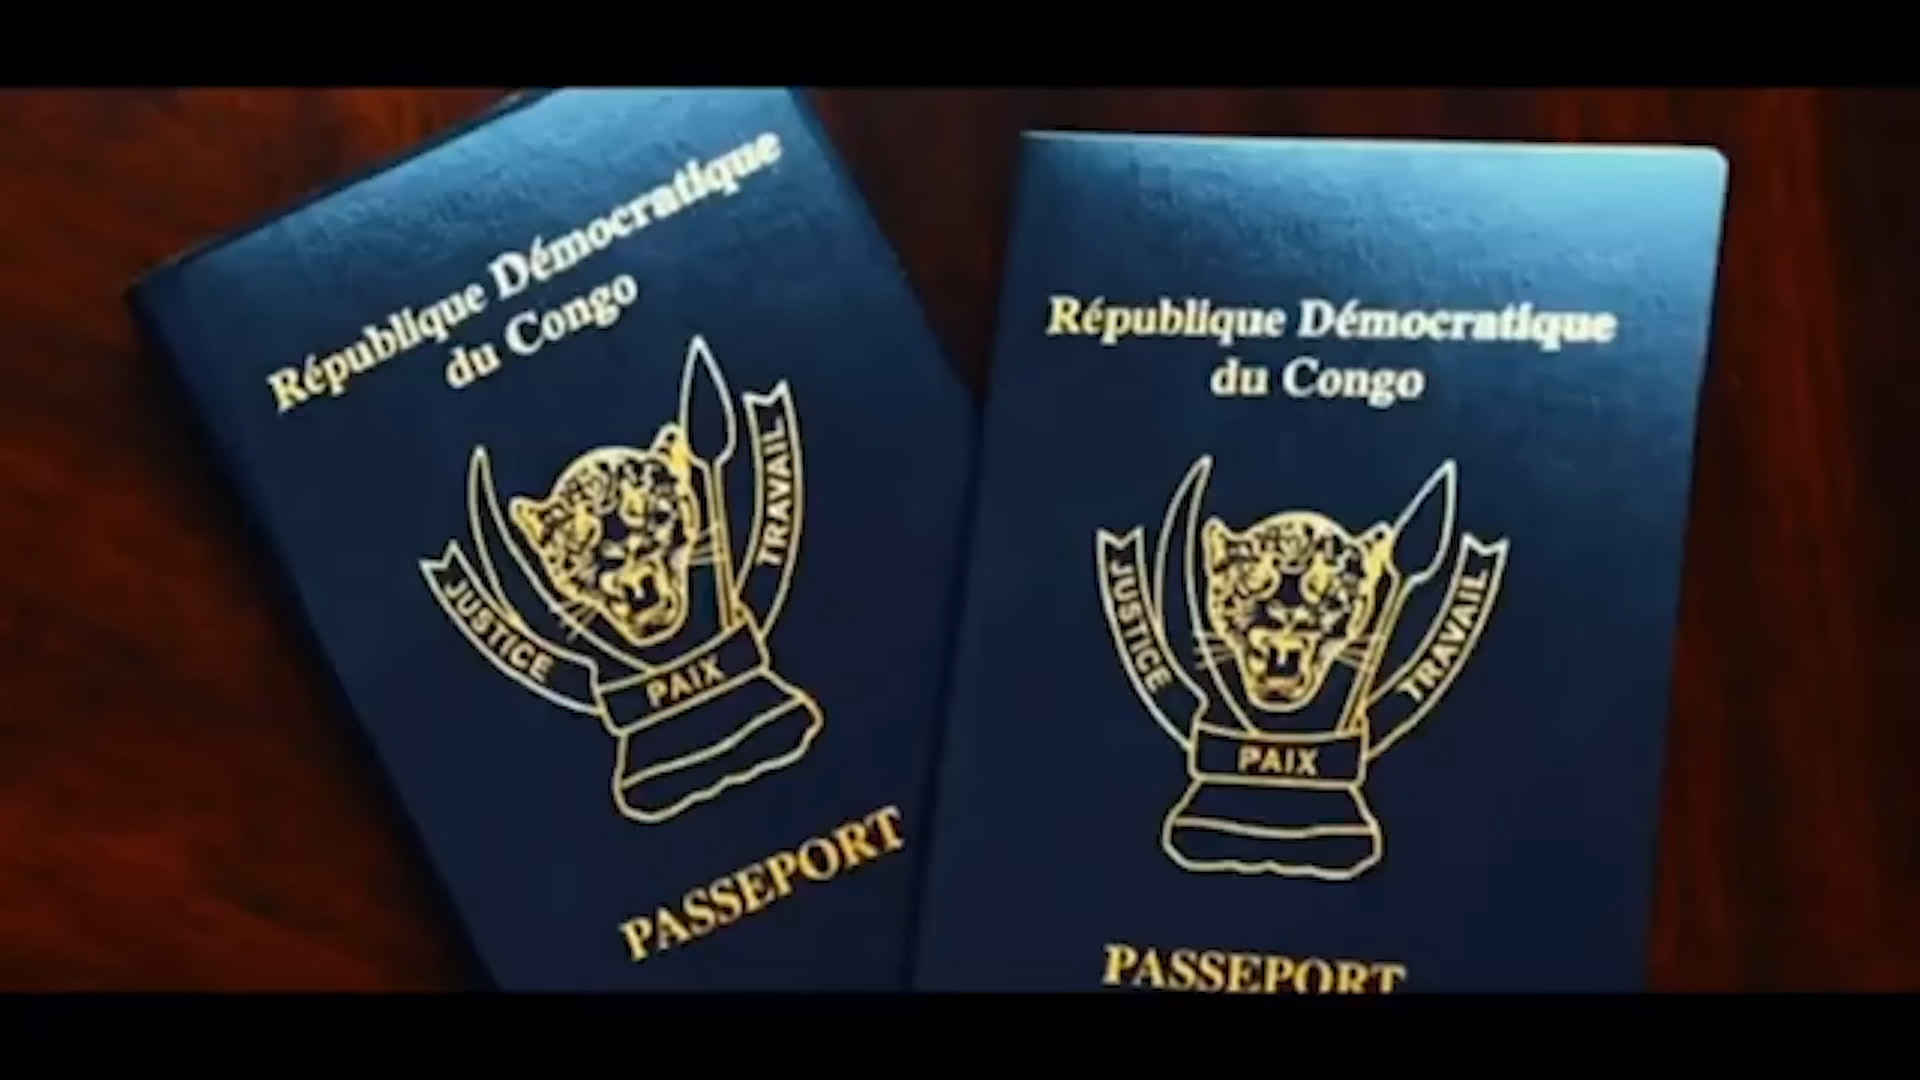 République Démocratique
du Congo
JUSTICE
PAIX
TRAVAIL
PASSEPORT
République Démocratique
du Congo
JUSTICE
PAIX
TRAVAIL
PASSEPORT